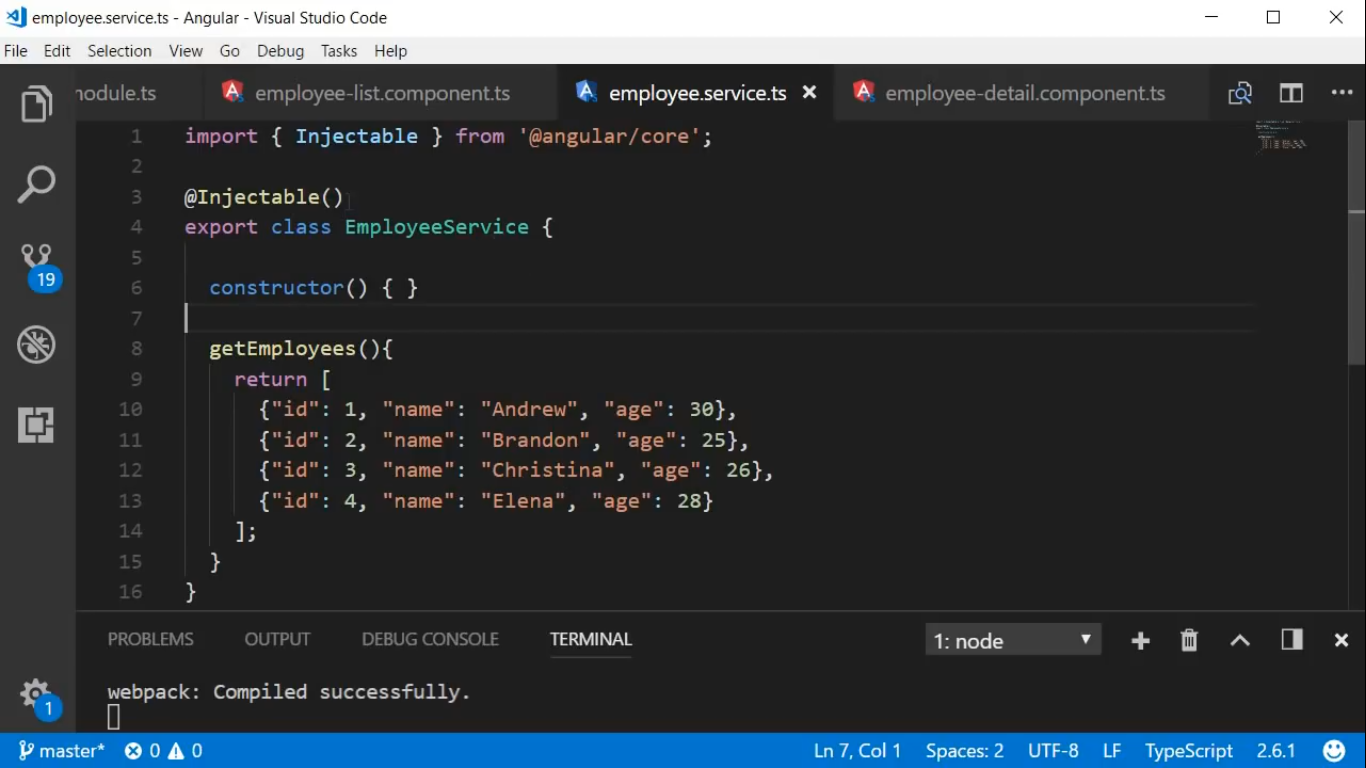 employee.service.ts - Angular - Visual Studio Code
File Edit Selection View Go Debug Tasks Help
nodule.ts employee-list.component.ts employee.service.ts employee-detail.component.ts
1 import { Injectable } from '@angular/core';
2
3 @Injectable()
4 export class EmployeeService {
5
6 constructor() { }
7
8 getEmployees(){
9 return [
10 {"id": 1, "name": "Andrew", "age": 30},
11 {"id": 2, "name": "Brandon", "age": 25},
12 {"id": 3, "name": "Christina", "age": 26},
13 {"id": 4, "name": "Elena", "age": 28}
14 ];
15 }
16 }
19
1
PROBLEMS OUTPUT DEBUG CONSOLE TERMINAL 1: node
webpack: Compiled successfully.
master* 0 0 Ln 7, Col 1 Spaces: 2 UTF-8 LF TypeScript 2.6.1